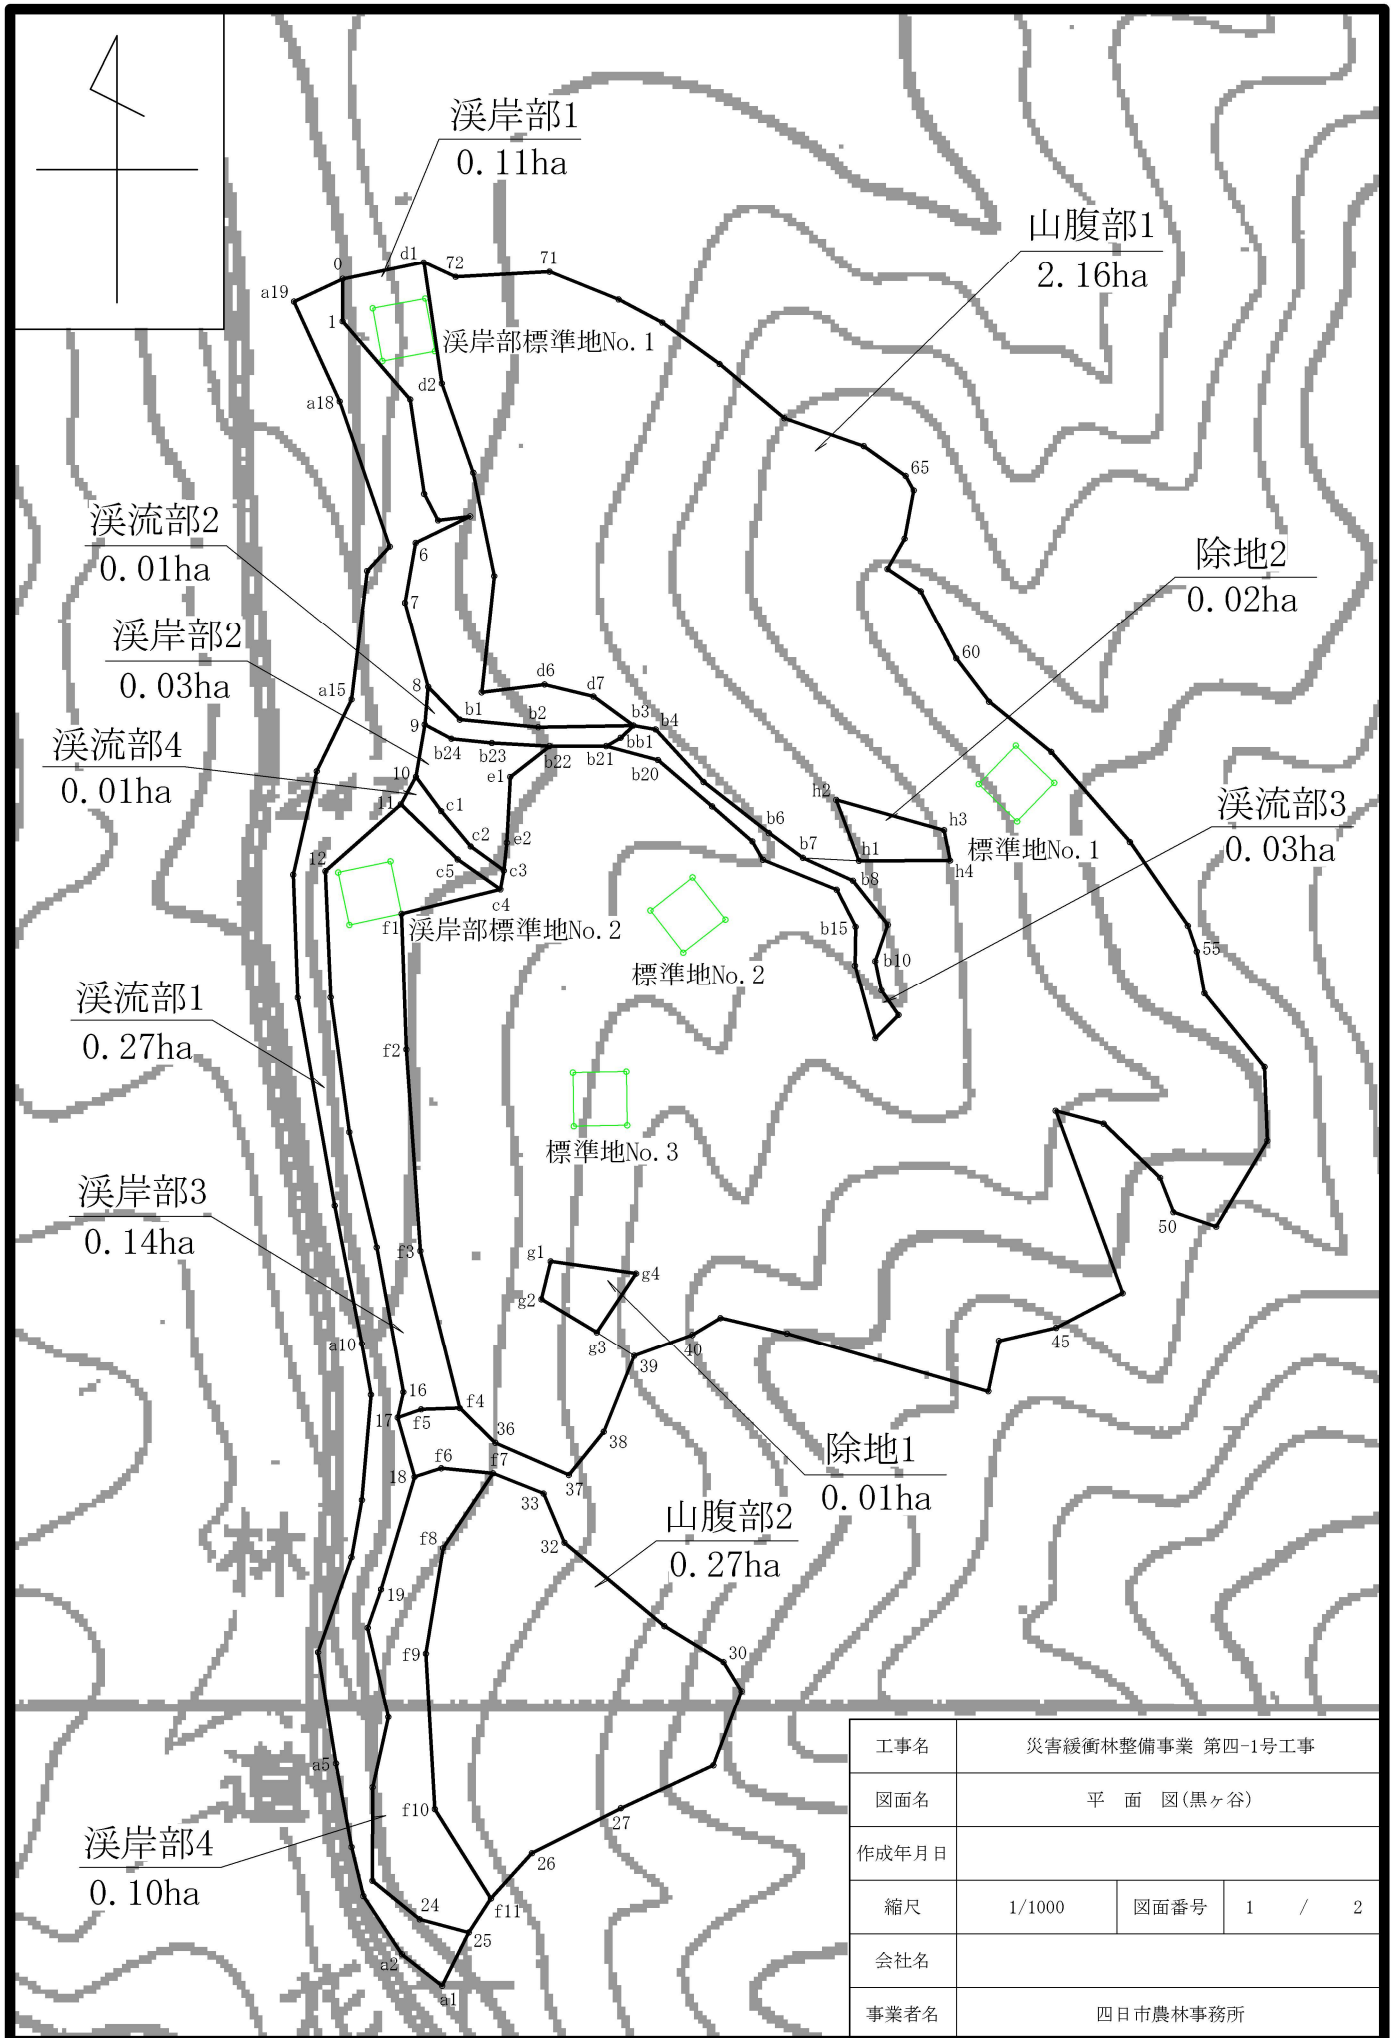 渓岸部1
0.11ha
山腹部1
2.16ha
0
d1
72
71
a19
1
渓岸部標準地No.1
d2
a18
65
渓流部2
0.01ha
6
除地2
0.02ha
7
渓岸部2
0.03ha
60
8
d6
d7
a15
b1
b2
b3
b4
9
bb1
渓流部4
0.01ha
b24
b23
b22
b21
b20
10
e1
h2
渓流部3
0.03ha
11
c1
b6
h3
c2
e2
b7
h1
標準地No.1
12
c5
c3
h4
c4
b8
f1
渓岸部標準地No.2
b15
55
b10
標準地No.2
渓流部1
0.27ha
f2
標準地No.3
渓岸部3
0.14ha
50
f3
g1
g4
g2
a10
g3
40
45
39
16
f4
17
f5
36
38
除地1
0.01ha
f6
f7
18
37
33
山腹部2
0.27ha
f8
32
林
19
f9
30
a5
道
f10
27
渓岸部4
0.10ha
26
24
f11
25
a2
a1
工事名 災害緩衝林整備事業 第四-1号工事
図面名 平 面 図(黒ヶ谷)
作成年月日
縮尺 1/1000 図面番号 1 / 2
会社名
事業者名 四日市農林事務所